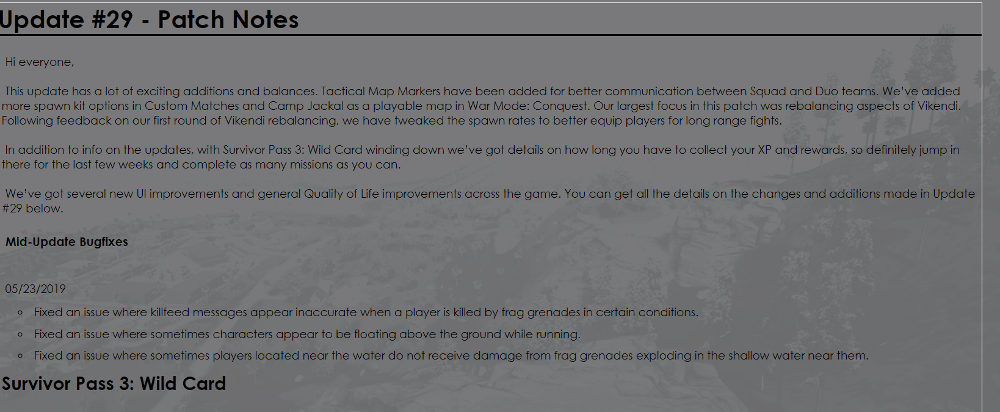 Update #29 - Patch Notes
Hi everyone,
This update has a lot of exciting additions and balances. Tactical Map Markers have been added for better communication between Squad and Duo teams. We’ve added
more spawn kit options in Custom Matches and Camp Jackal as a playable map in War Mode: Conquest. Our largest focus in this patch was rebalancing aspects of Vikendi.
Following feedback on our first round of Vikendi rebalancing, we have tweaked the spawn rates to better equip players for long range fights.
In addition to info on the updates, with Survivor Pass 3: Wild Card winding down we’ve got details on how long you have to collect your XP and rewards, so definitely jump in
there for the last few weeks and complete as many missions as you can.
We’ve got several new UI improvements and general Quality of Life improvements across the game. You can get all the details on the changes and additions made in Update
#29 below.
Mid-Update Bugfixes
05/23/2019
Fixed an issue where killfeed messages appear inaccurate when a player is killed by frag grenades in certain conditions.
Fixed an issue where sometimes characters appear to be floating above the ground while running.
Fixed an issue where sometimes players located near the water do not receive damage from frag grenades exploding in the shallow water near them.
Survivor Pass 3: Wild Card